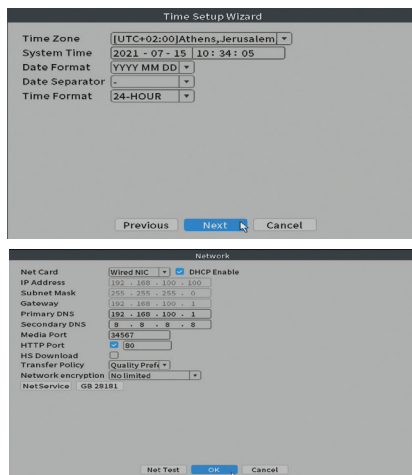 Time Setup Wizard
Time Zone [UTC+02:00]Athens,Jerusalem
System Time 2021 - 07 - 15 10: 34: 05
Date Format YYYY MM DD
Date Separator -
Time Format 24-HOUR
Previous Next Cancel
Network
Net Card Wired NIC DHCP Enable
IP Address 192 . 168 . 100 . 100
Subnet Mask 255 . 255 . 255 . 0
Gateway 192 . 168 . 100 . 1
Primary DNS 192 . 168 . 100 . 1
Secondary DNS 8 . 8 . 8 . 8
Media Port 34567
HTTP Port 80
HS Download
Transfer Policy Quality Prefe
Network encryption No limited
NetService GB 28181
Net Test OK Cancel